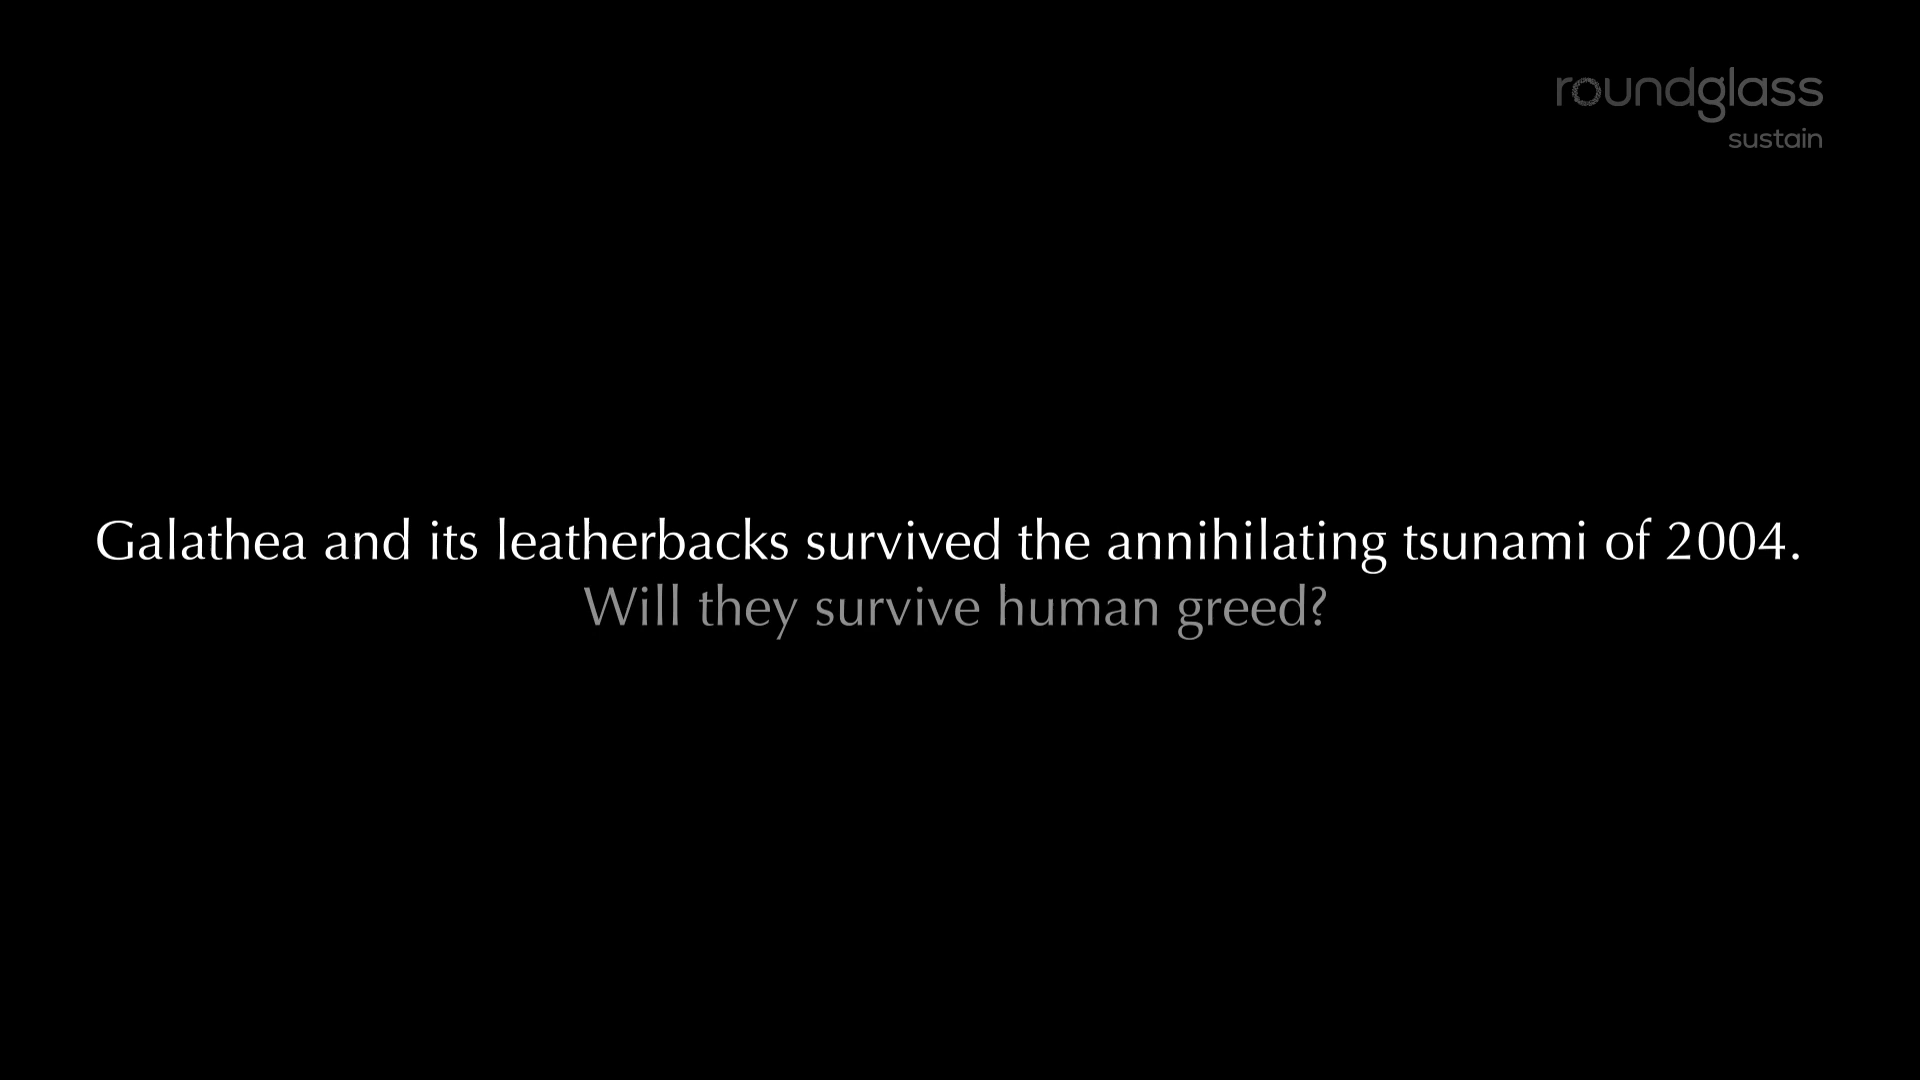 roundglass
sustain
Galathea and its leatherbacks survived the annihilating tsunami of 2004.
Will they survive human greed?